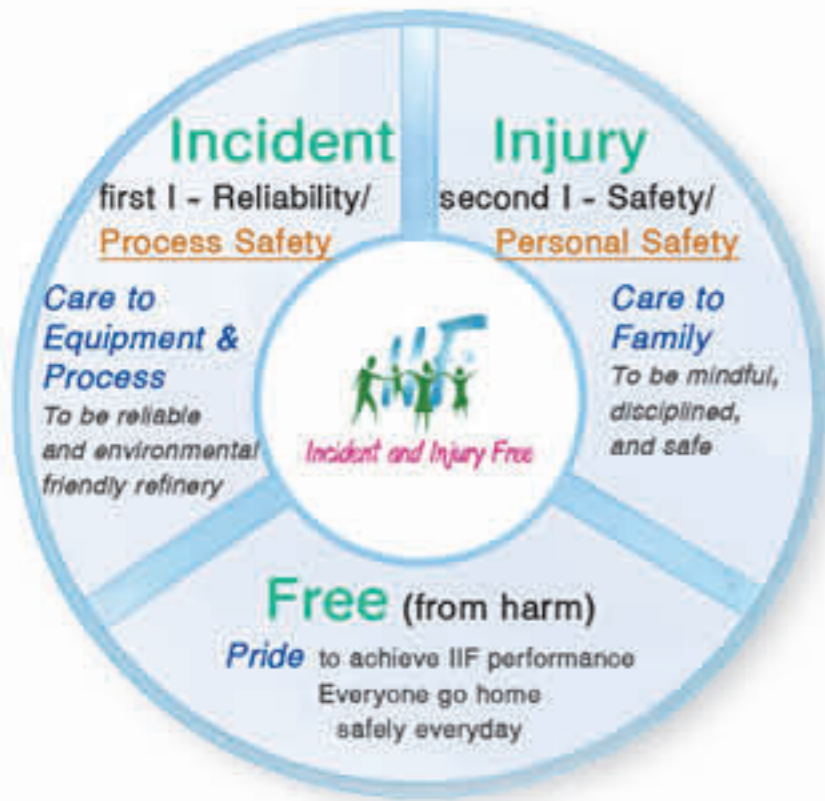 Incident
first I - Reliability/
Process Safety
Care to
Equipment &
Process
To be reliable
and environmental
friendly refinery
Injury
second I - Safety/
Personal Safety
Care to
Family
To be mindful,
disciplined,
and safe
IIF
Incident and Injury Free
Free (from harm)
Pride to achieve IIF performance
Everyone go home
safely everyday